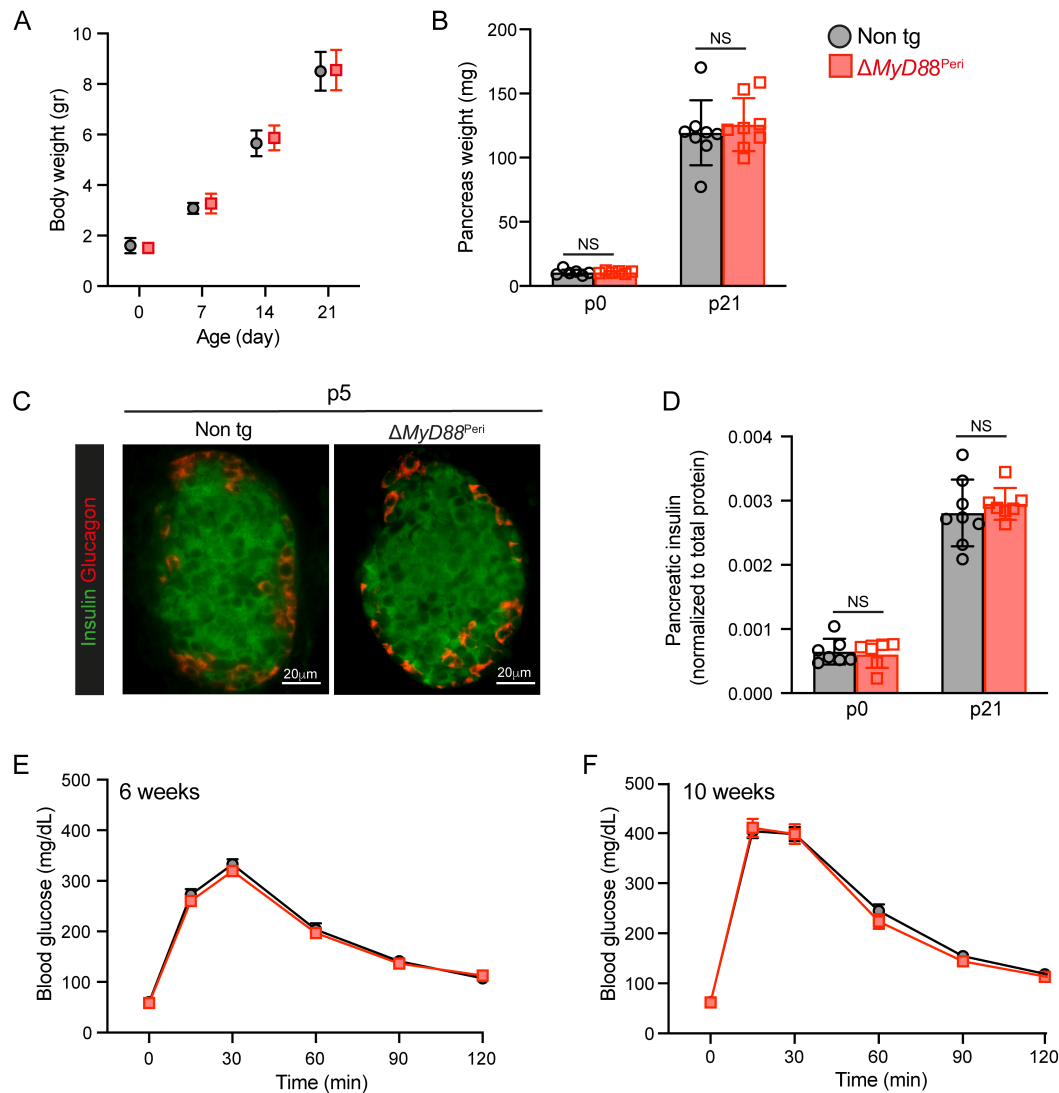 A
Body weight (gr)
10
8
6
4
2
0
0 7 14 21
Age (day)
B
Pancreas weight (mg)
200
150
100
50
0
NS
NS
p0 p21
Non tg
ΔMyD88Peri
C
p5
Non tg ΔMyD88Peri
Insulin Glucagon
20μm
20μm
D
Pancreatic insulin
(normalized to total protein)
0.004
0.003
0.002
0.001
0.000
NS
NS
p0 p21
E
6 weeks
Blood glucose (mg/dL)
500
400
300
200
100
0
0 30 60 90 120
Time (min)
F
10 weeks
Blood glucose (mg/dL)
500
400
300
200
100
0
0 30 60 90 120
Time (min)